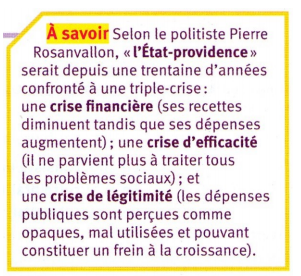 À savoir Selon le politiste Pierre
Rosanvallon, « l'État-providence »
serait depuis une trentaine d'années
confronté à une triple-crise :
une crise financière (ses recettes
diminuent tandis que ses dépenses
augmentent) ; une crise d'efficacité
(il ne parvient plus à traiter tous
les problèmes sociaux) ; et
une crise de légitimité (les dépenses
publiques sont perçues comme
opaques, mal utilisées et pouvant
constituer un frein à la croissance).